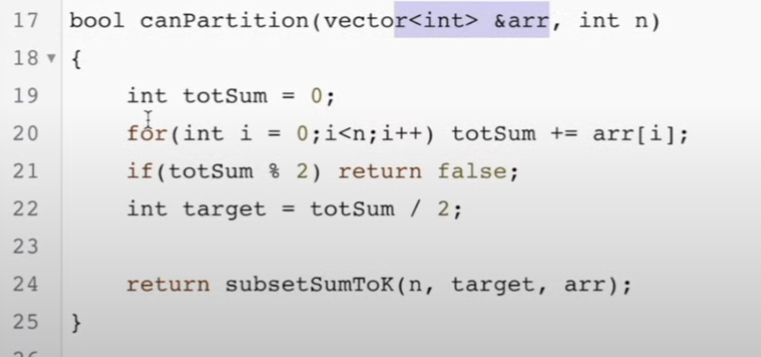 17 bool canPartition(vector<int> &arr, int n)
18 {
19 int totSum = 0;
20 for(int i = 0;i<n;i++) totSum += arr[i];
21 if(totSum % 2) return false;
22 int target = totSum / 2;
23
24 return subsetSumToK(n, target, arr);
25 }